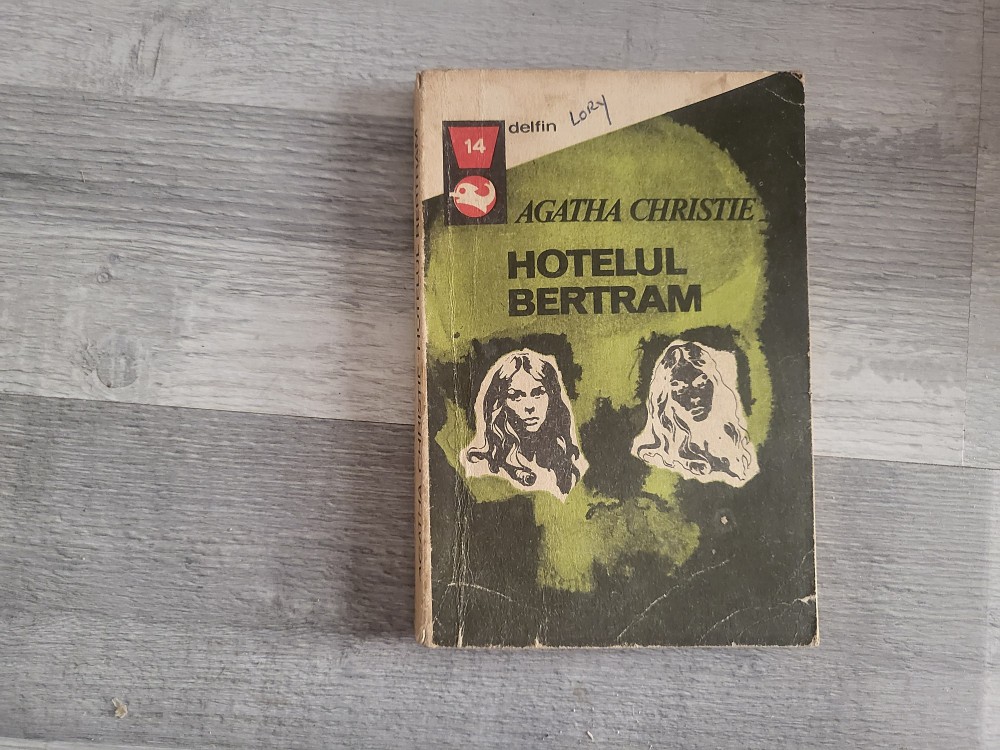 delfin LORY
14
AGATHA CHRISTIE
HOTELUL
BERTRAM